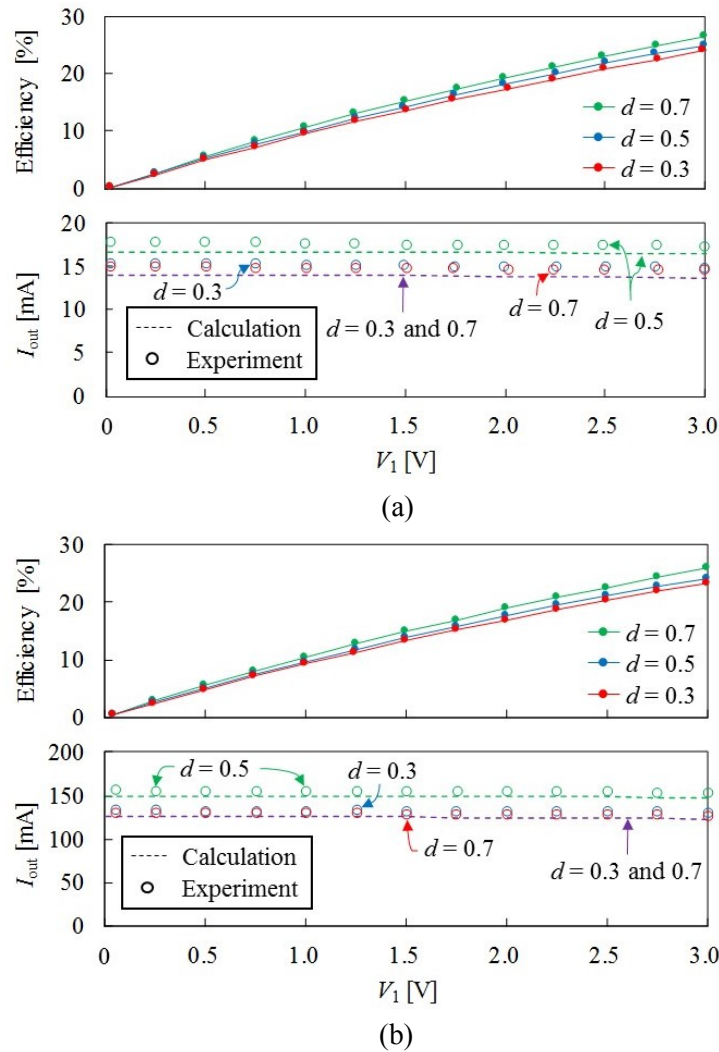 30
20
10
0
Efficiency [%]
d = 0.7
d = 0.5
d = 0.3
20
15
10
5
0
I_out [mA]
d = 0.3
d = 0.3 and 0.7
d = 0.7
d = 0.5
Calculation
Experiment
0 0.5 1.0 1.5 2.0 2.5 3.0
V_1 [V]
(a)
30
20
10
0
Efficiency [%]
d = 0.7
d = 0.5
d = 0.3
200
150
100
50
0
I_out [mA]
d = 0.5
d = 0.3
d = 0.7
d = 0.3 and 0.7
Calculation
Experiment
0 0.5 1.0 1.5 2.0 2.5 3.0
V_1 [V]
(b)